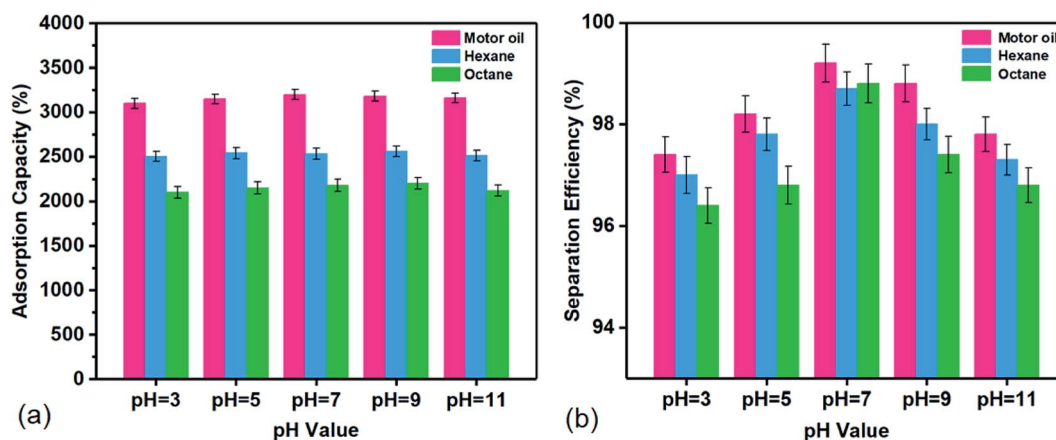 4000
3500
3000
2500
2000
1500
1000
500
0
Adsorption Capacity (%)
Motor oil
Hexane
Octane
pH=3 pH=5 pH=7 pH=9 pH=11
pH Value
(a)
100
98
96
94
Separation Efficiency (%)
Motor oil
Hexane
Octane
pH=3 pH=5 pH=7 pH=9 pH=11
pH Value
(b)